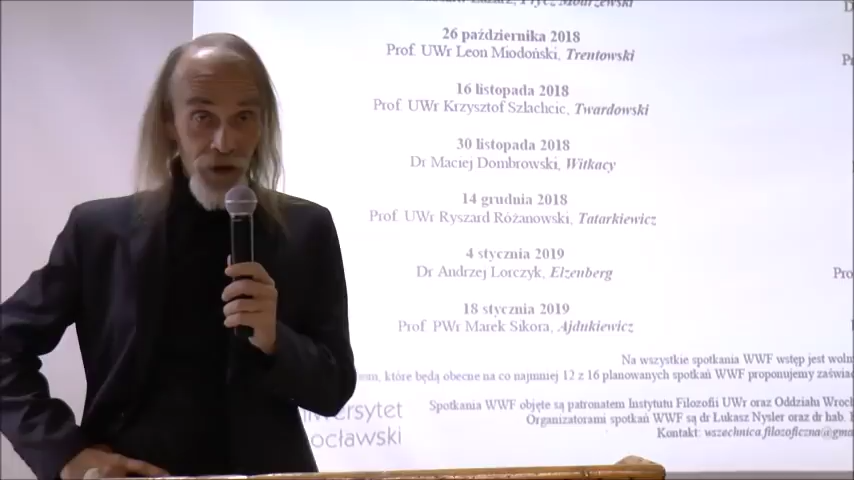 Frycz Modrzewski
26 października 2018
Prof. UWr Leon Miodoński, Trentowski
16 listopada 2018
Prof. UWr Krzysztof Szlachcic, Twardowski
30 listopada 2018
Dr Maciej Dombrowski, Witkacy
14 grudnia 2018
Prof. UWr Ryszard Różanowski, Tatarkiewicz
4 stycznia 2019
Dr Andrzej Lorczyk, Elzenberg
18 stycznia 2019
Prof. PWr Marek Sikora, Ajdukiewicz
Na wszystkie spotkania WWF wstęp jest
które będą obecne na co najmniej 12 z 16 planowanych spotkań WWF proponujemy
Spotkania WWF objęte są patronatem Instytutu Filozofii UWr oraz Oddziału
Organizatorami spotkań WWF są dr Łukasz Nysler oraz dr hab.
Kontakt: wszechnica.filozoficzna@